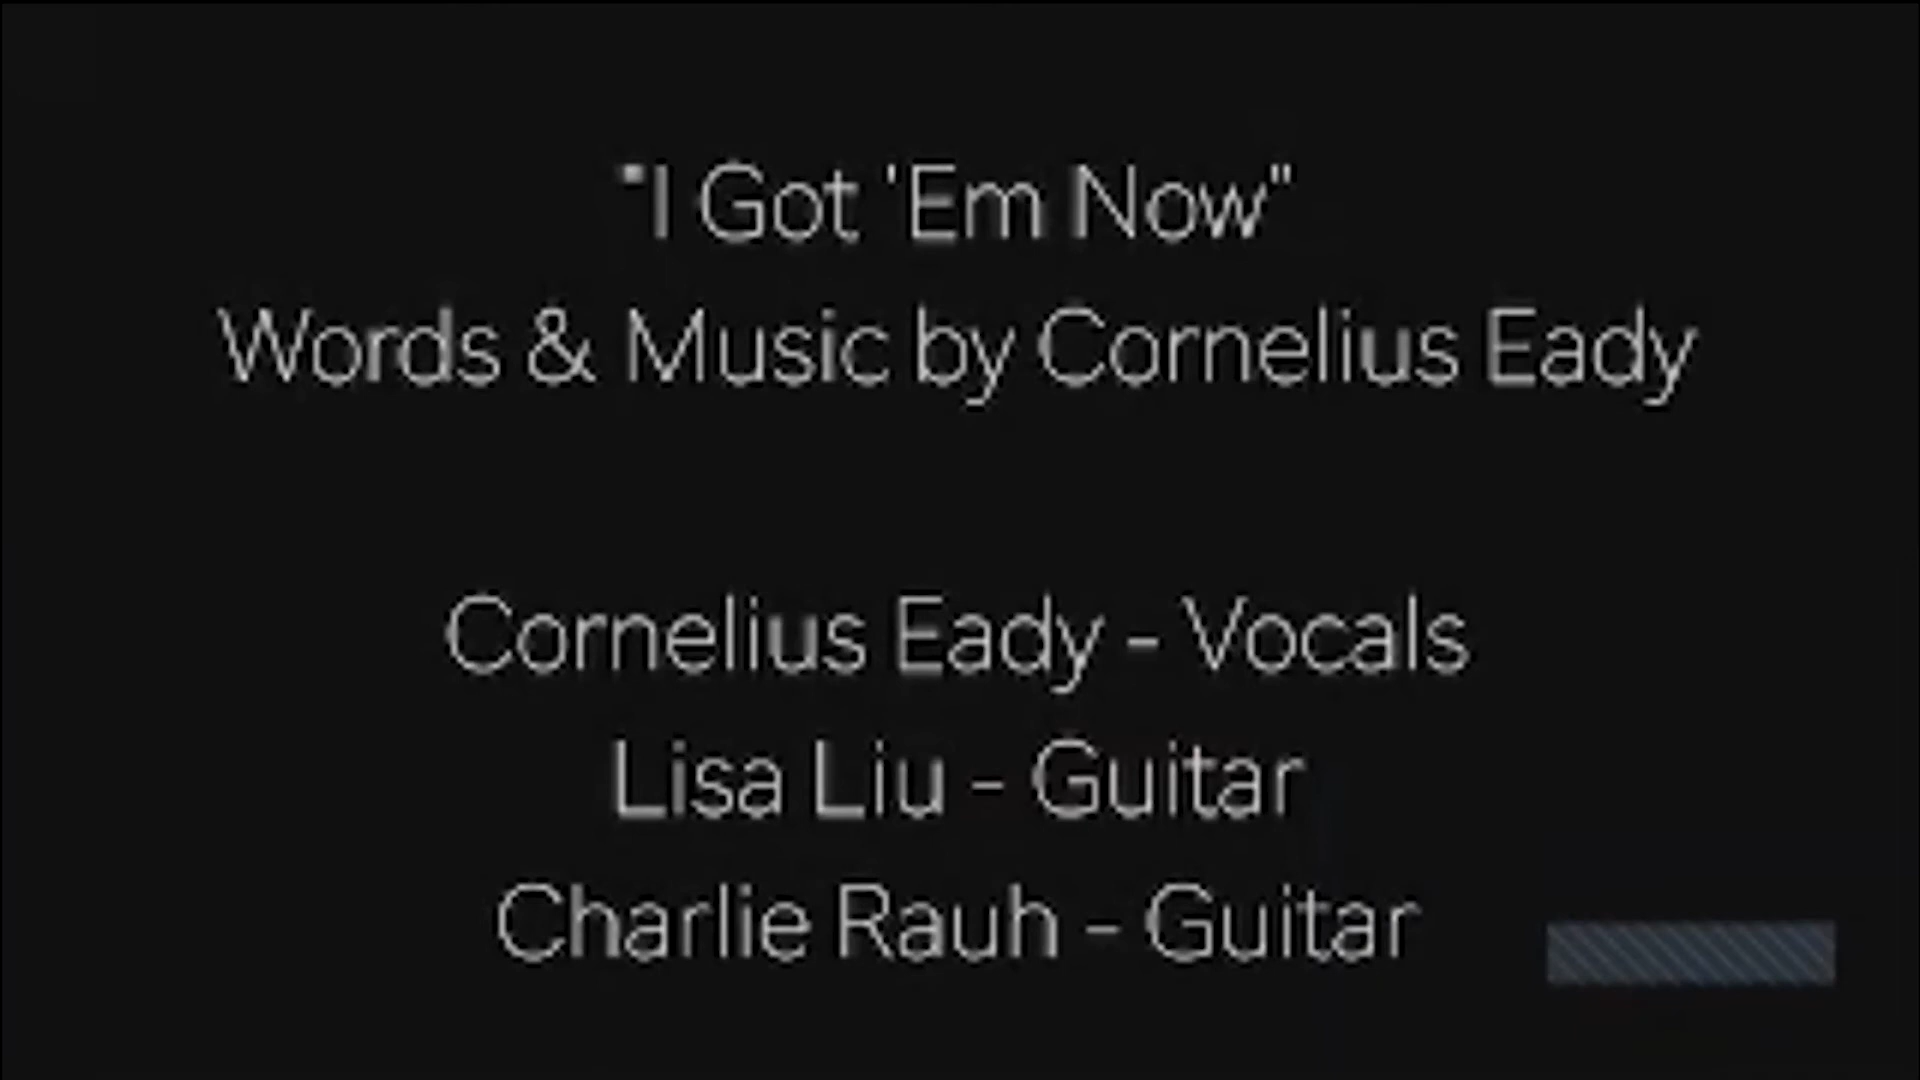 "I Got 'Em Now"
Words & Music by Cornelius Eady
Cornelius Eady - Vocals
Lisa Liu - Guitar
Charlie Rauh - Guitar